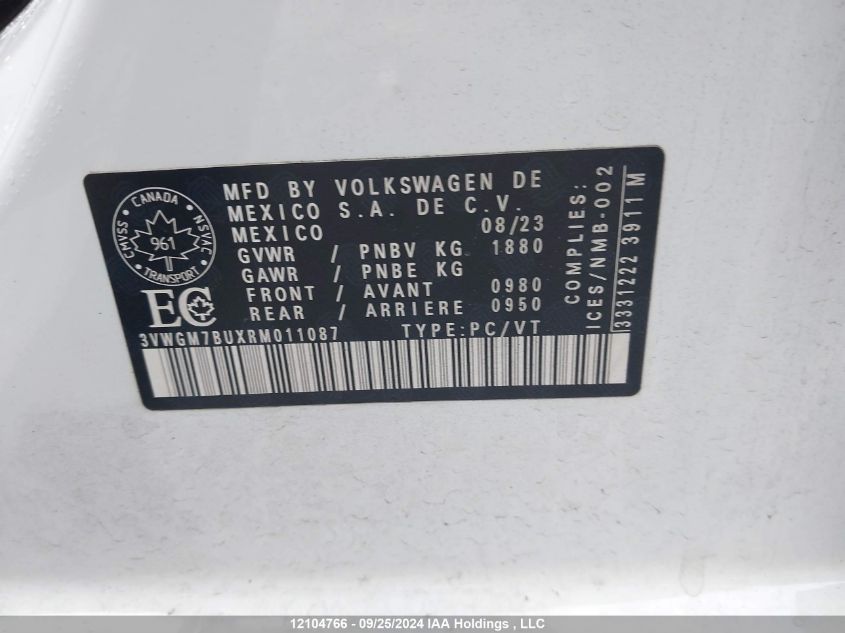 CANADA
CMVSS NSVAC
961
TRANSPORT
EC
MFD BY VOLKSWAGEN DE
MEXICO S.A. DE C.V.
MEXICO 08/23
GVWR / PNBV KG 1880
GAWR / PNBE KG
FRONT / AVANT 0980
REAR / ARRIERE 0950
3VWGM7BUXRM011087 TYPE:PC/VT
COMPLIES:
ICES/NMB-002
3331222 3911 M
12104766 - 09/25/2024 IAA Holdings , LLC